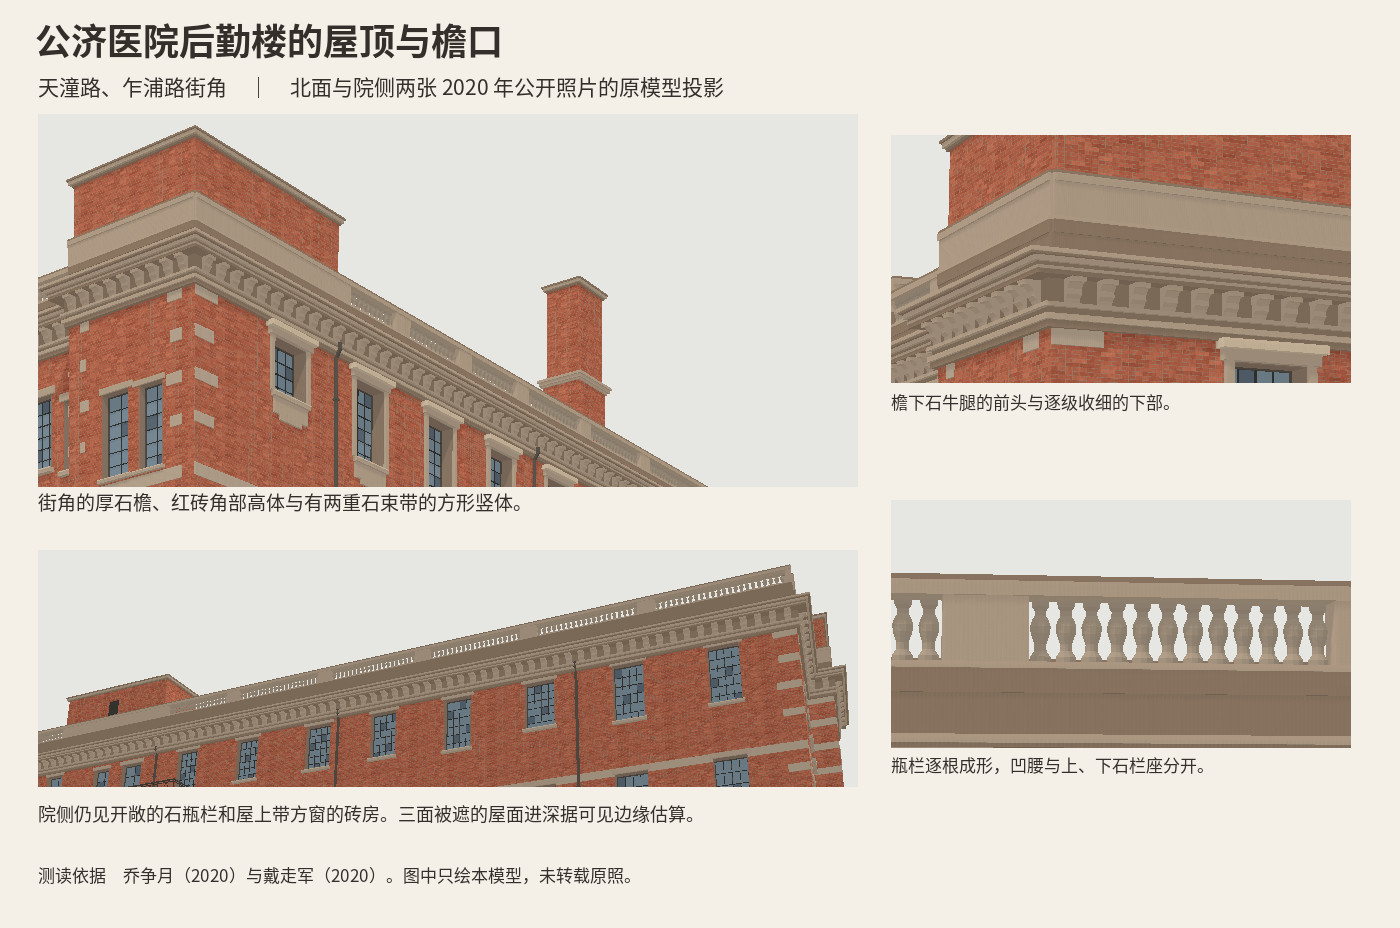 公济医院后勤楼的屋顶与檐口
天潼路、乍浦路街角 | 北面与院侧两张 2020 年公开照片的原模型投影
街角的厚石檐、红砖角部高体与有两重石束带的方形竖体。
檐下石牛腿的前头与逐级收细的下部。
院侧仍见开敞的石瓶栏和屋上带方窗的砖房。三面被遮的屋面进深据可见边缘估算。
瓶栏逐根成形，凹腰与上、下石栏座分开。
测读依据 乔争月（2020）与戴走军（2020）。图中只绘本模型，未转载原照。